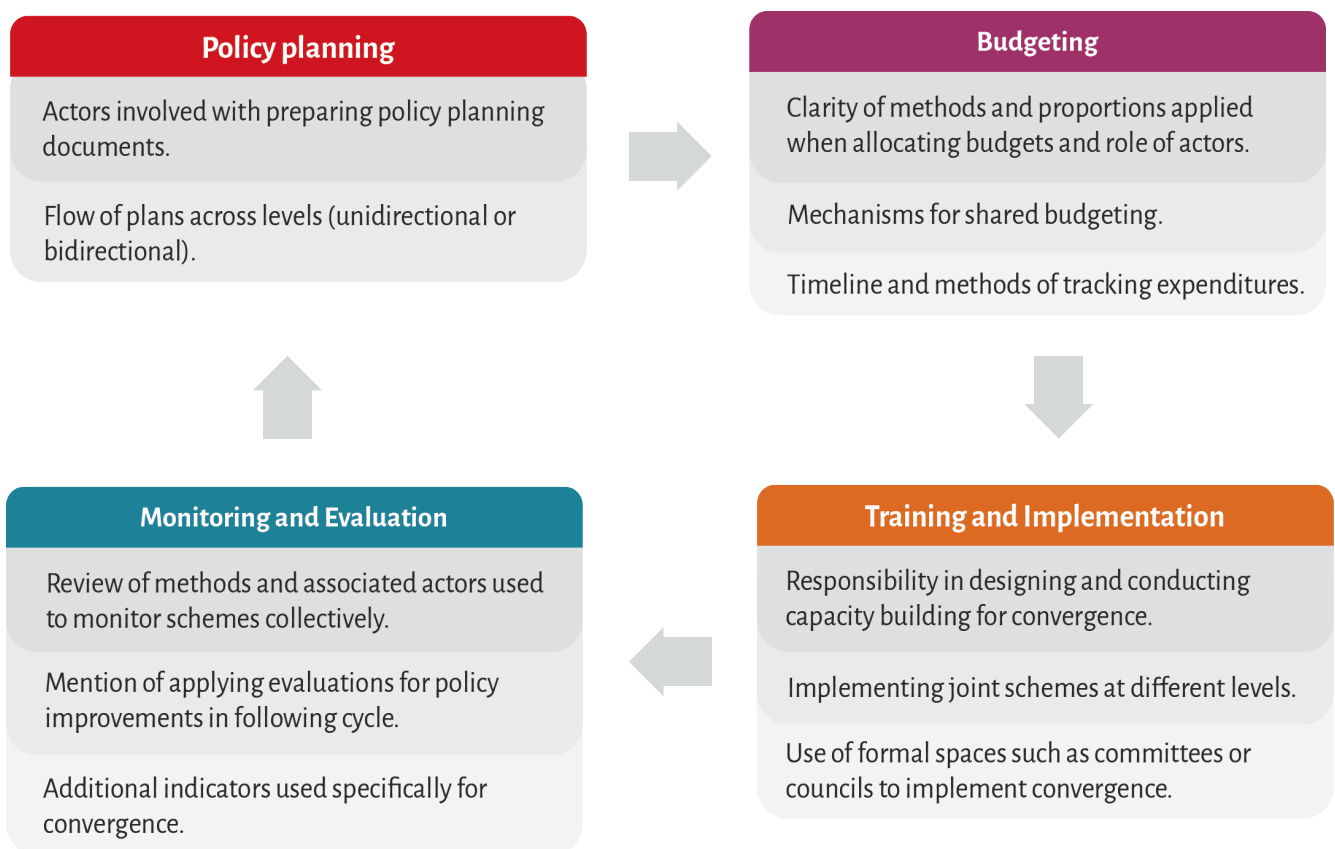 Policy planning
Actors involved with preparing policy planning
documents.
Flow of plans across levels (unidirectional or
bidirectional).
Budgeting
Clarity of methods and proportions applied
when allocating budgets and role of actors.
Mechanisms for shared budgeting.
Timeline and methods of tracking expenditures.
Training and Implementation
Responsibility in designing and conducting
capacity building for convergence.
Implementing joint schemes at different levels.
Use of formal spaces such as committees or
councils to implement convergence.
Monitoring and Evaluation
Review of methods and associated actors used
to monitor schemes collectively.
Mention of applying evaluations for policy
improvements in following cycle.
Additional indicators used specifically for
convergence.